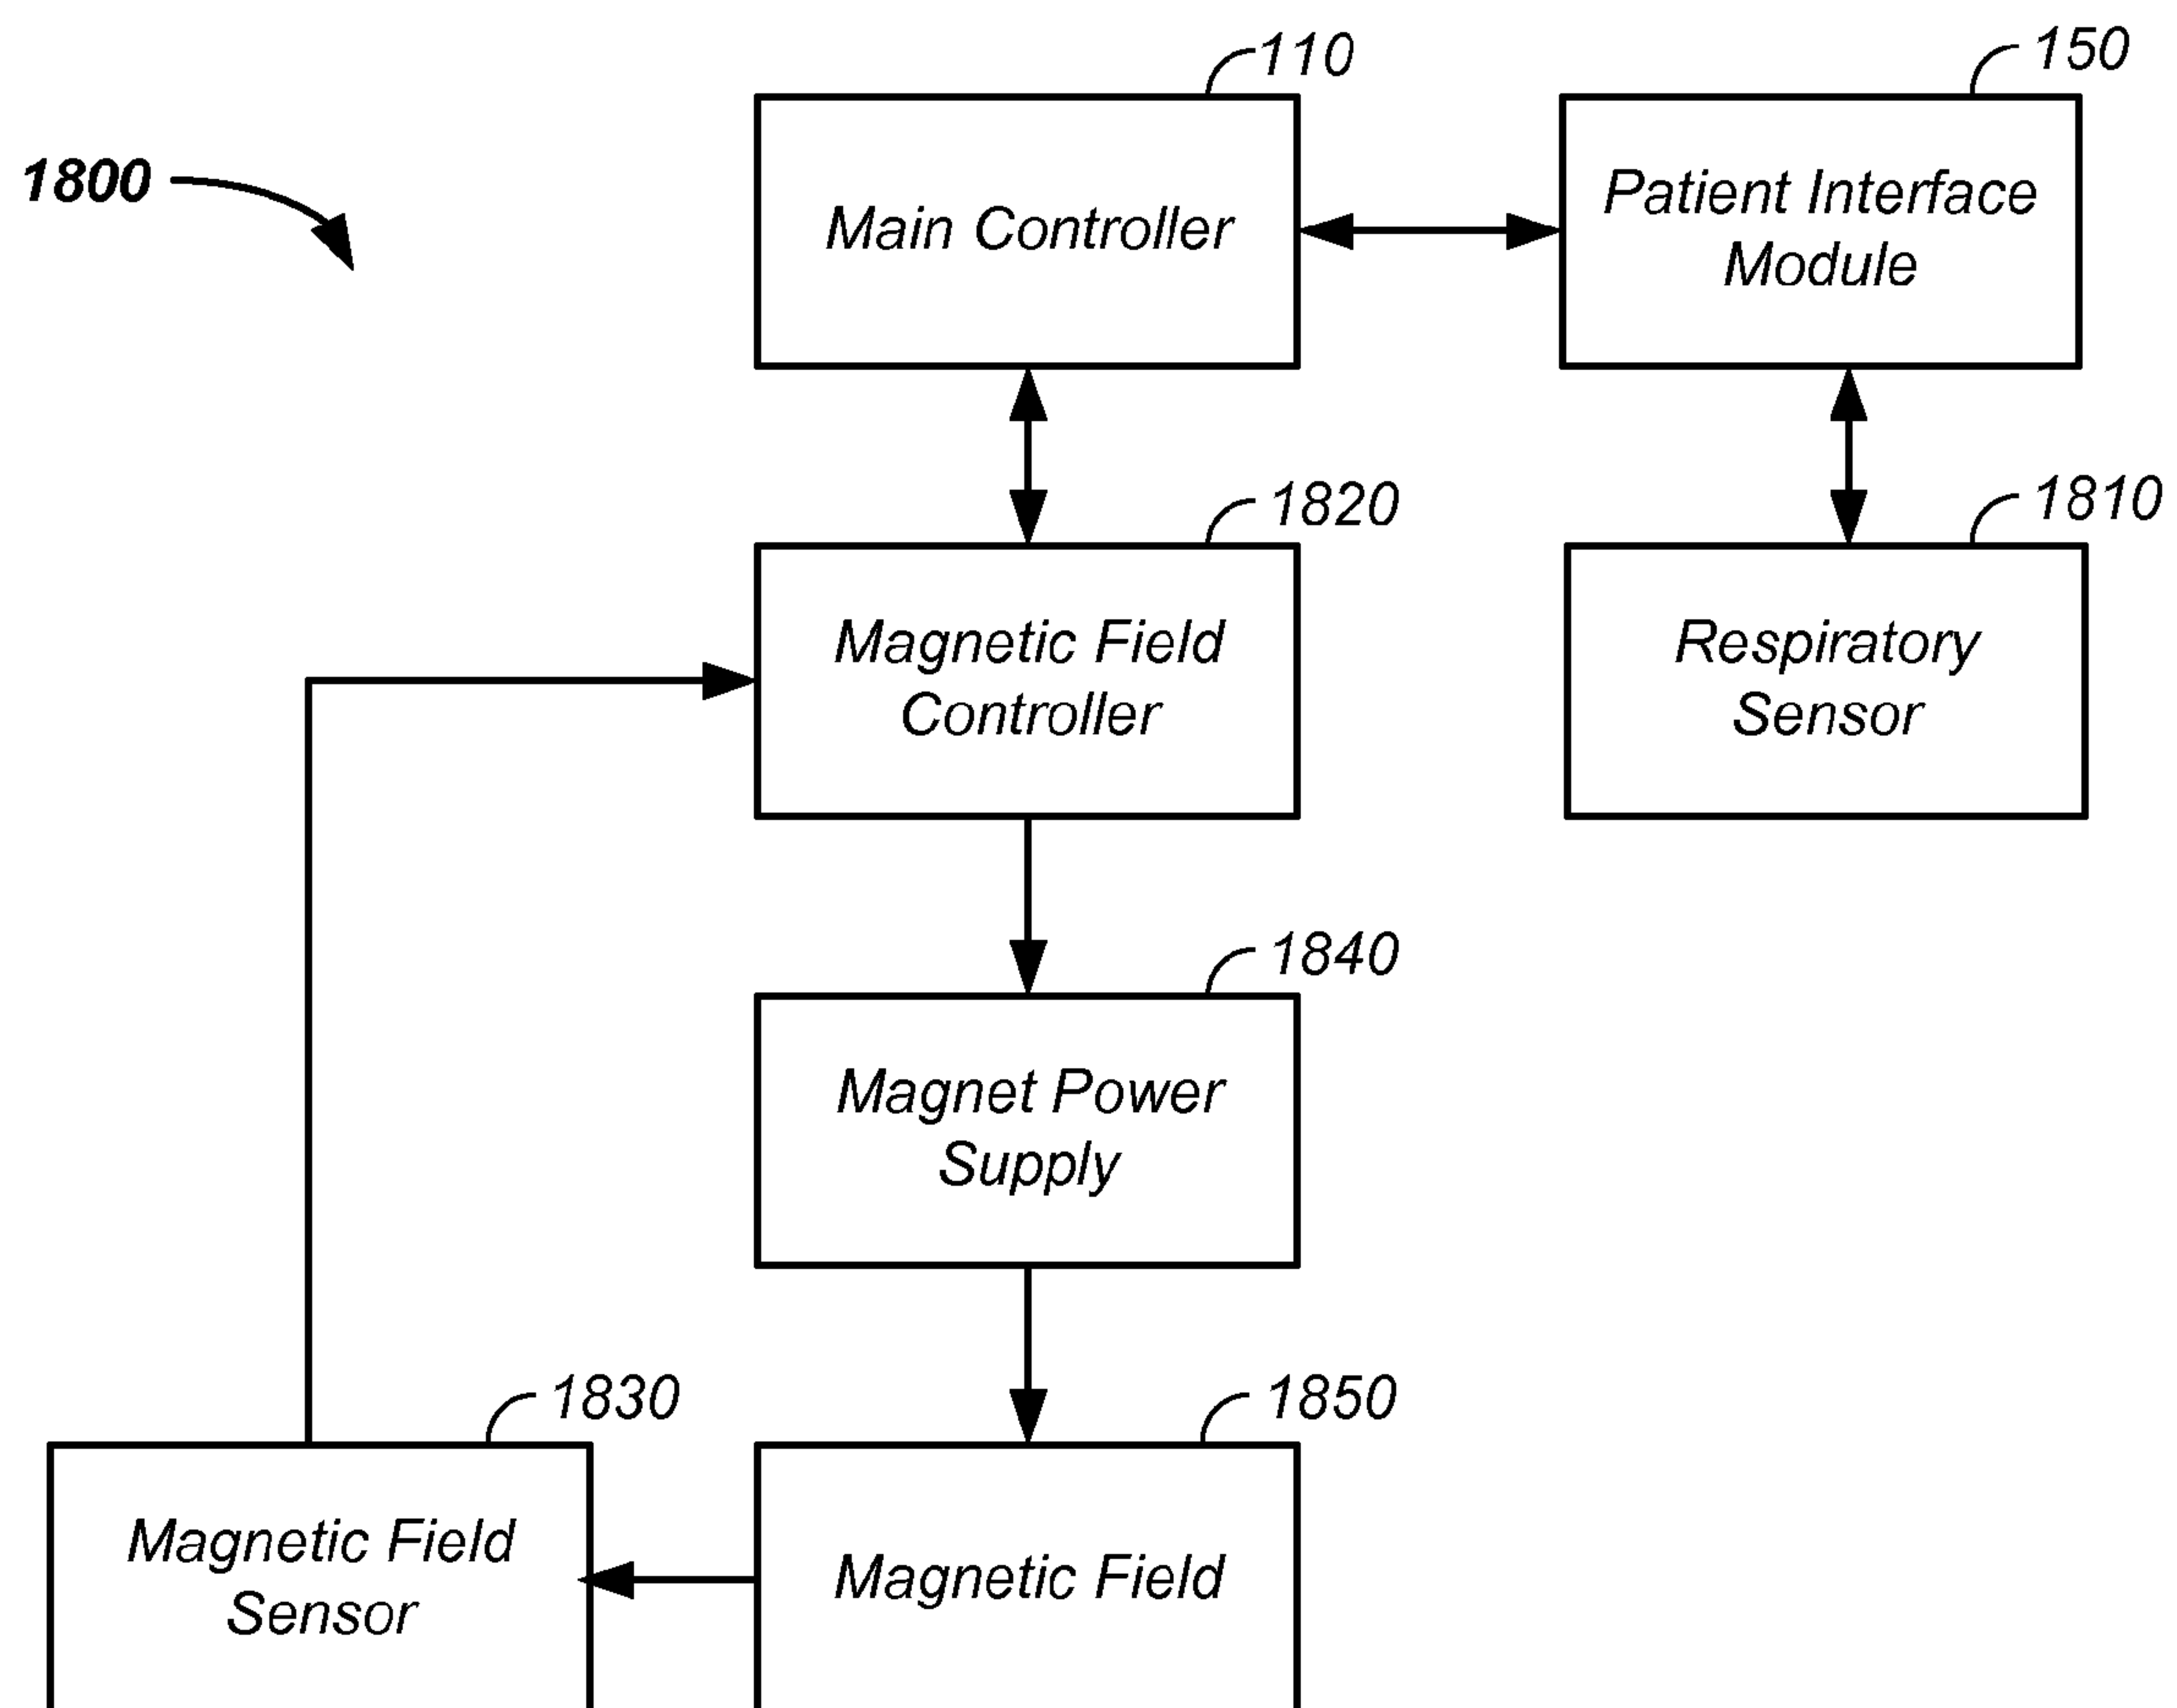 110
150
1800
Main Controller
Patient Interface
Module
1820
1810
Magnetic Field
Controller
Respiratory
Sensor
1840
Magnet Power
Supply
1830
1850
Magnetic Field
Sensor
Magnetic Field